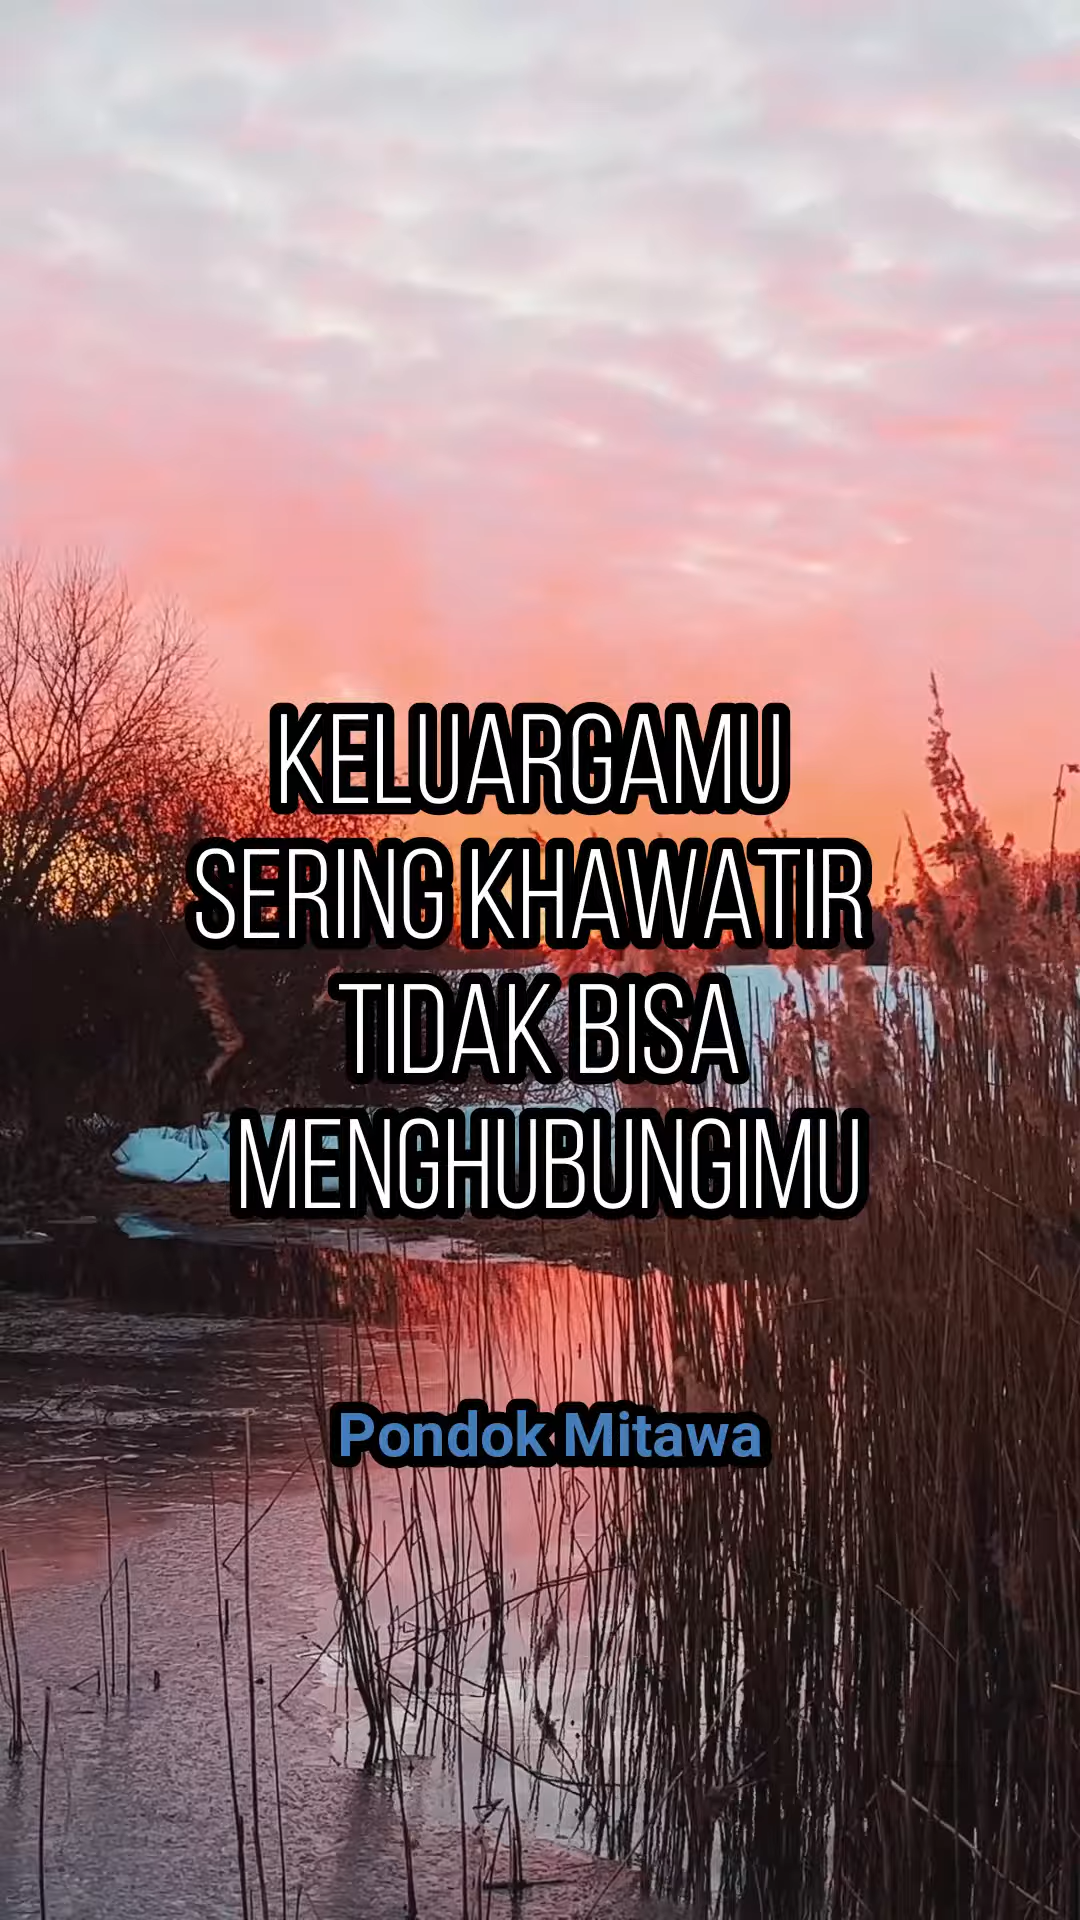 KELUARGAMU
SERING KHAWATIR
TIDAK BISA
MENGHUBUNGIMU
Pondok Mitawa